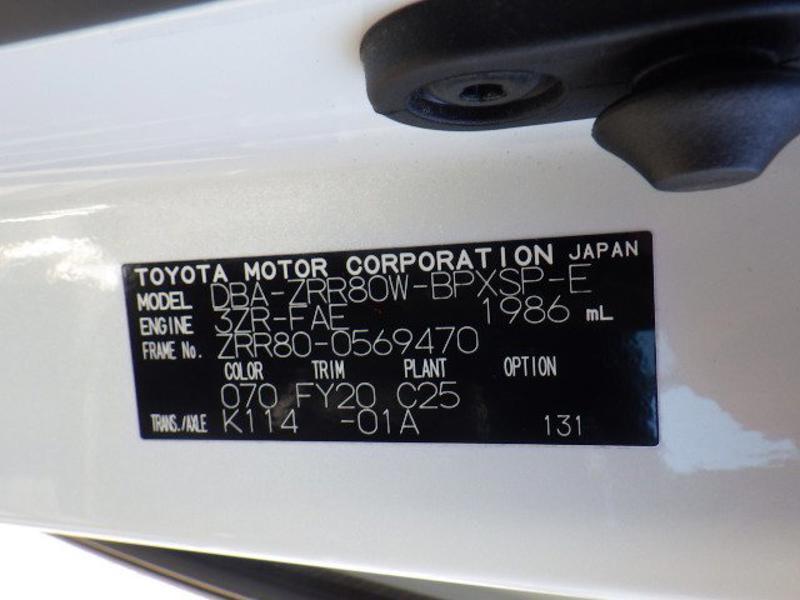 TOYOTA MOTOR CORPORATION JAPAN
MODEL DBA-ZRR80W-BPXSP-E
ENGINE 3ZR-FAE 1986 mL
FRAME No. ZRR80-0569470
COLOR TRIM PLANT OPTION
070 FY20 C25
TRANS./AXLE K114 -01A 131